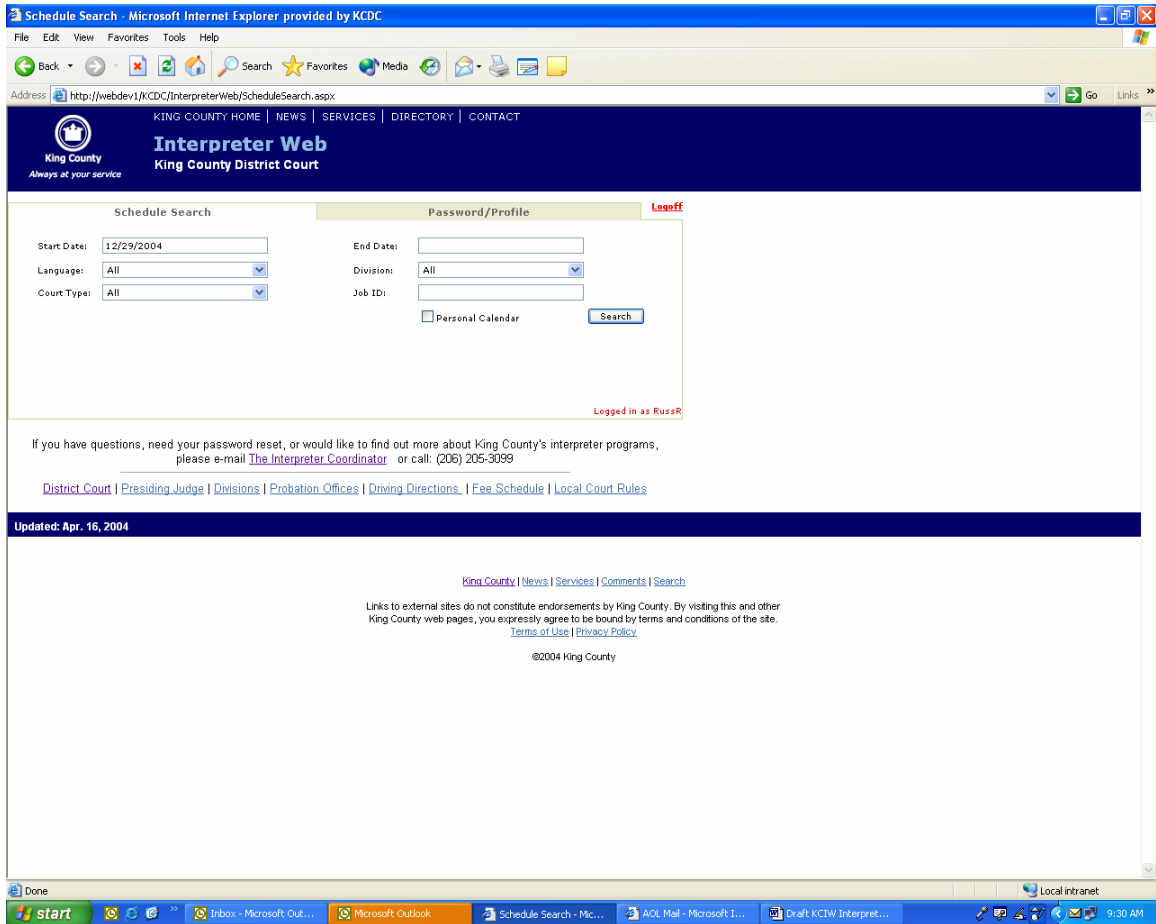 Schedule Search - Microsoft Internet Explorer provided by KCDC
File Edit View Favorites Tools Help
Back Search Favorites Media
Address http://webdev1/KCDC/InterpreterWeb/ScheduleSearch.aspx Go Links »
KING COUNTY HOME | NEWS | SERVICES | DIRECTORY | CONTACT
King County
Always at your service
Interpreter Web
King County District Court
Schedule Search Password/Profile Logoff
Start Date: 12/29/2004 End Date:
Language: All Division: All
Court Type: All Job ID:
Personal Calendar Search
Logged in as RussR
If you have questions, need your password reset, or would like to find out more about King County's interpreter programs,
please e-mail The Interpreter Coordinator or call: (206) 205-3099
District Court | Presiding Judge | Divisions | Probation Offices | Driving Directions | Fee Schedule | Local Court Rules
Updated: Apr. 16, 2004
King County | News | Services | Comments | Search
Links to external sites do not constitute endorsements by King County. By visiting this and other
King County web pages, you expressly agree to be bound by terms and conditions of the site.
Terms of Use | Privacy Policy
©2004 King County
Done Local intranet
start » Inbox - Microsoft Out... Microsoft Outlook Schedule Search - Mic... AOL Mail - Microsoft I... Draft KCIW Interpret... 9:30 AM